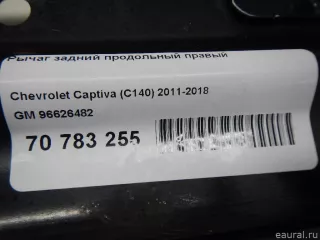 Рычаг задний продольный правый
Chevrolet Captiva (C140) 2011-2018
GM 96626482
70 783 255
eaural.ru